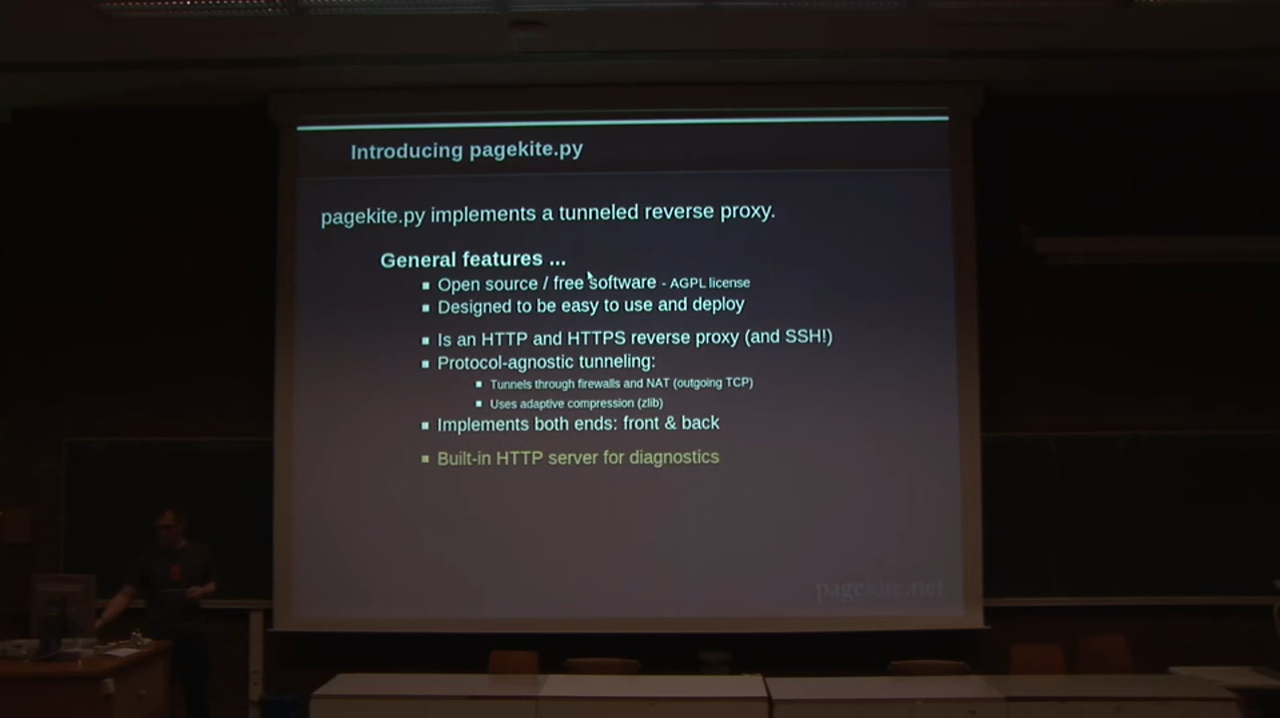 Introducing pagekite.py
pagekite.py implements a tunneled reverse proxy.
General features ...
Open source / free software - AGPL license
Designed to be easy to use and deploy
Is an HTTP and HTTPS reverse proxy (and SSH!)
Protocol-agnostic tunneling:
Tunnels through firewalls and NAT (outgoing TCP)
Uses adaptive compression (zlib)
Implements both ends: front & back
Built-in HTTP server for diagnostics
pagekite.net